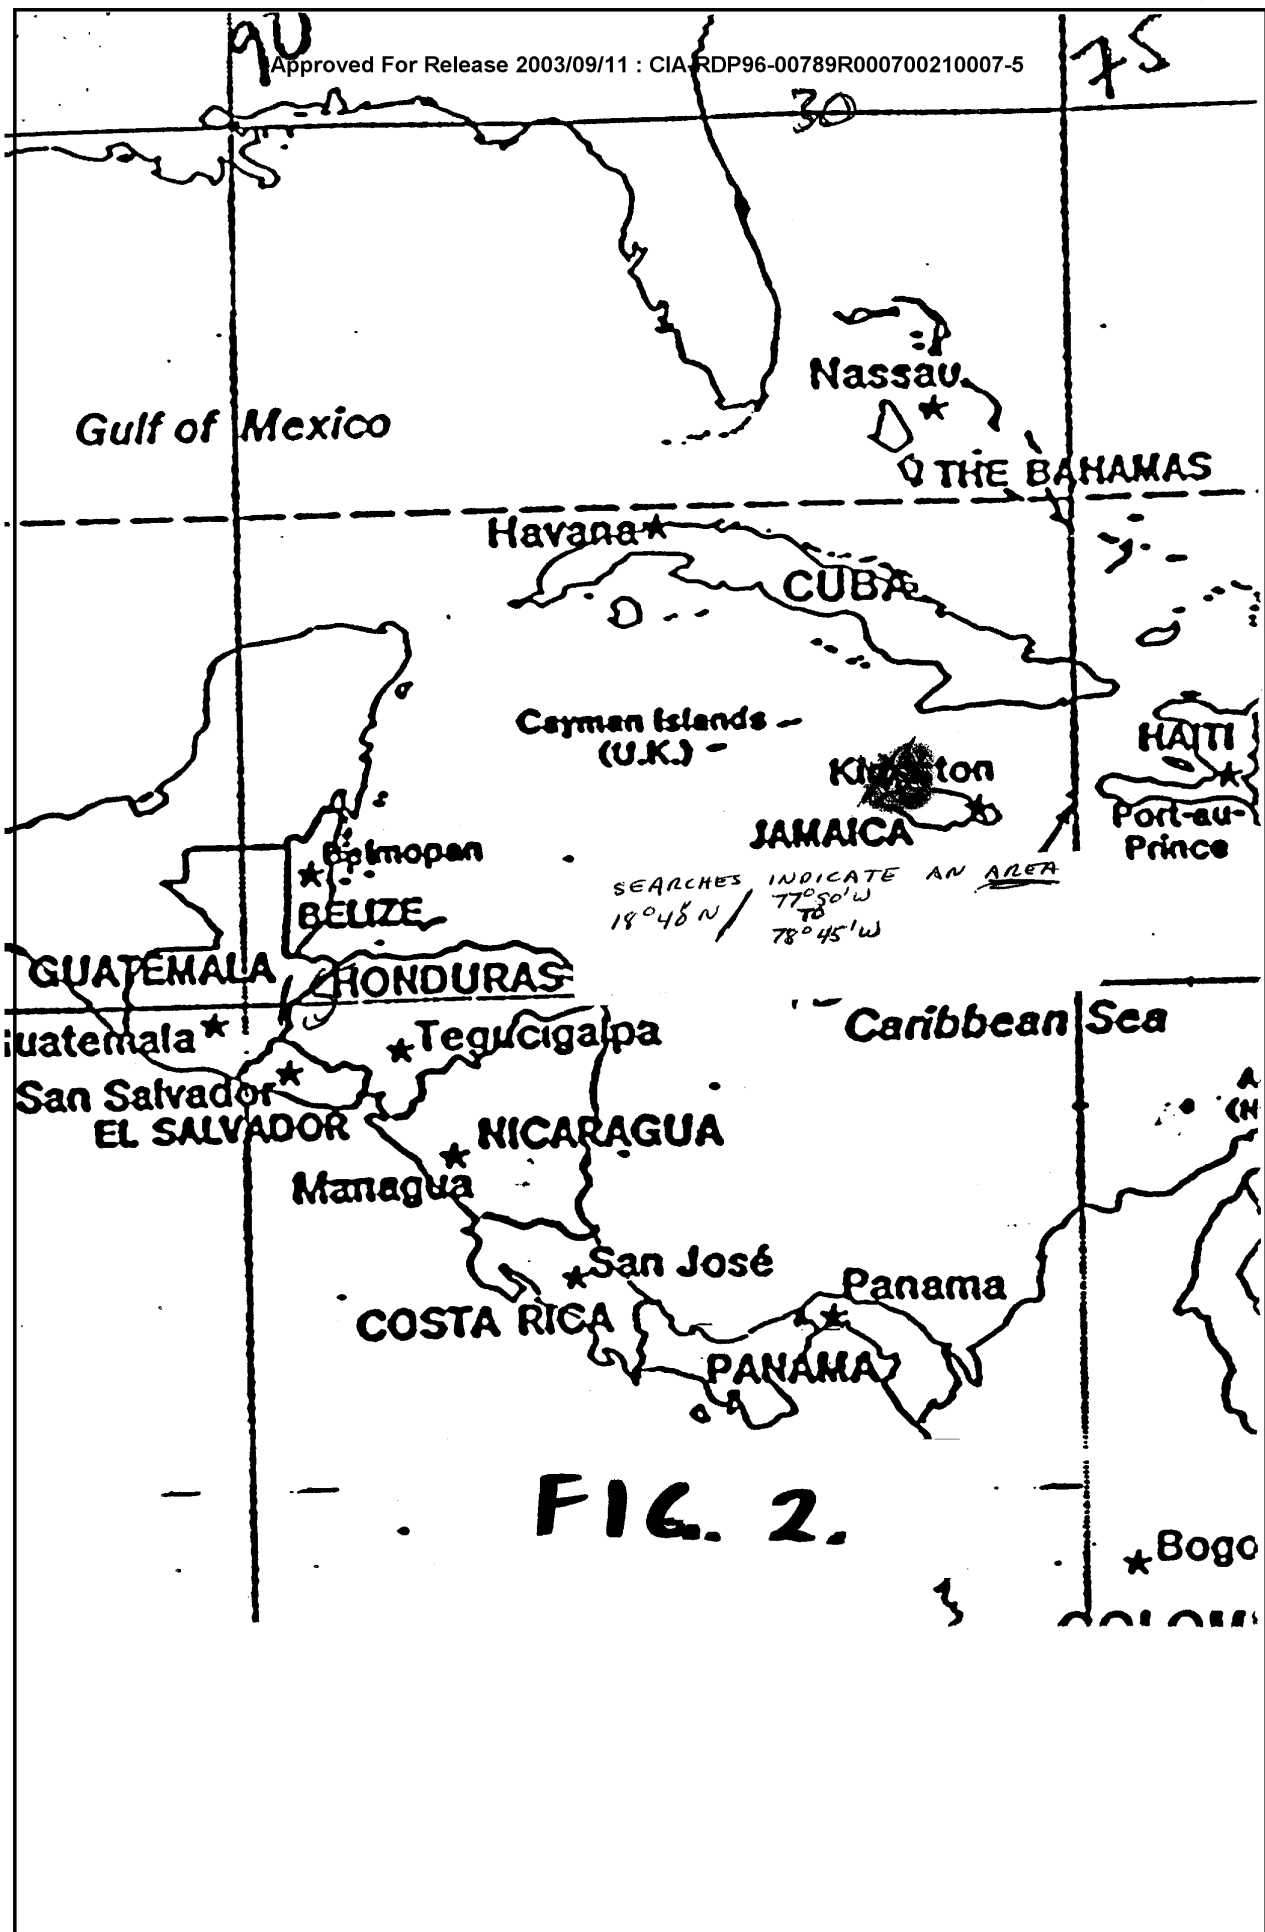 90
75
Approved For Release 2003/09/11 : CIA-RDP96-00789R000700210007-5
30
Nassau
Gulf of Mexico
THE BAHAMAS
Havana
CUBA
Cayman Islands
(U.K.)
HAITI
Kingston
Port-au-
Prince
JAMAICA
Belmopan
SEARCHES INDICATE AN AREA
77°50'W
TO
78°45'W
BELIZE
GUATEMALA
HONDURAS
Caribbean Sea
uatemala
Tegucigalpa
San Salvador
EL SALVADOR
A
(N
NICARAGUA
Managua
San José
Panama
COSTA RICA
PANAMA
FIG. 2.
Bogo